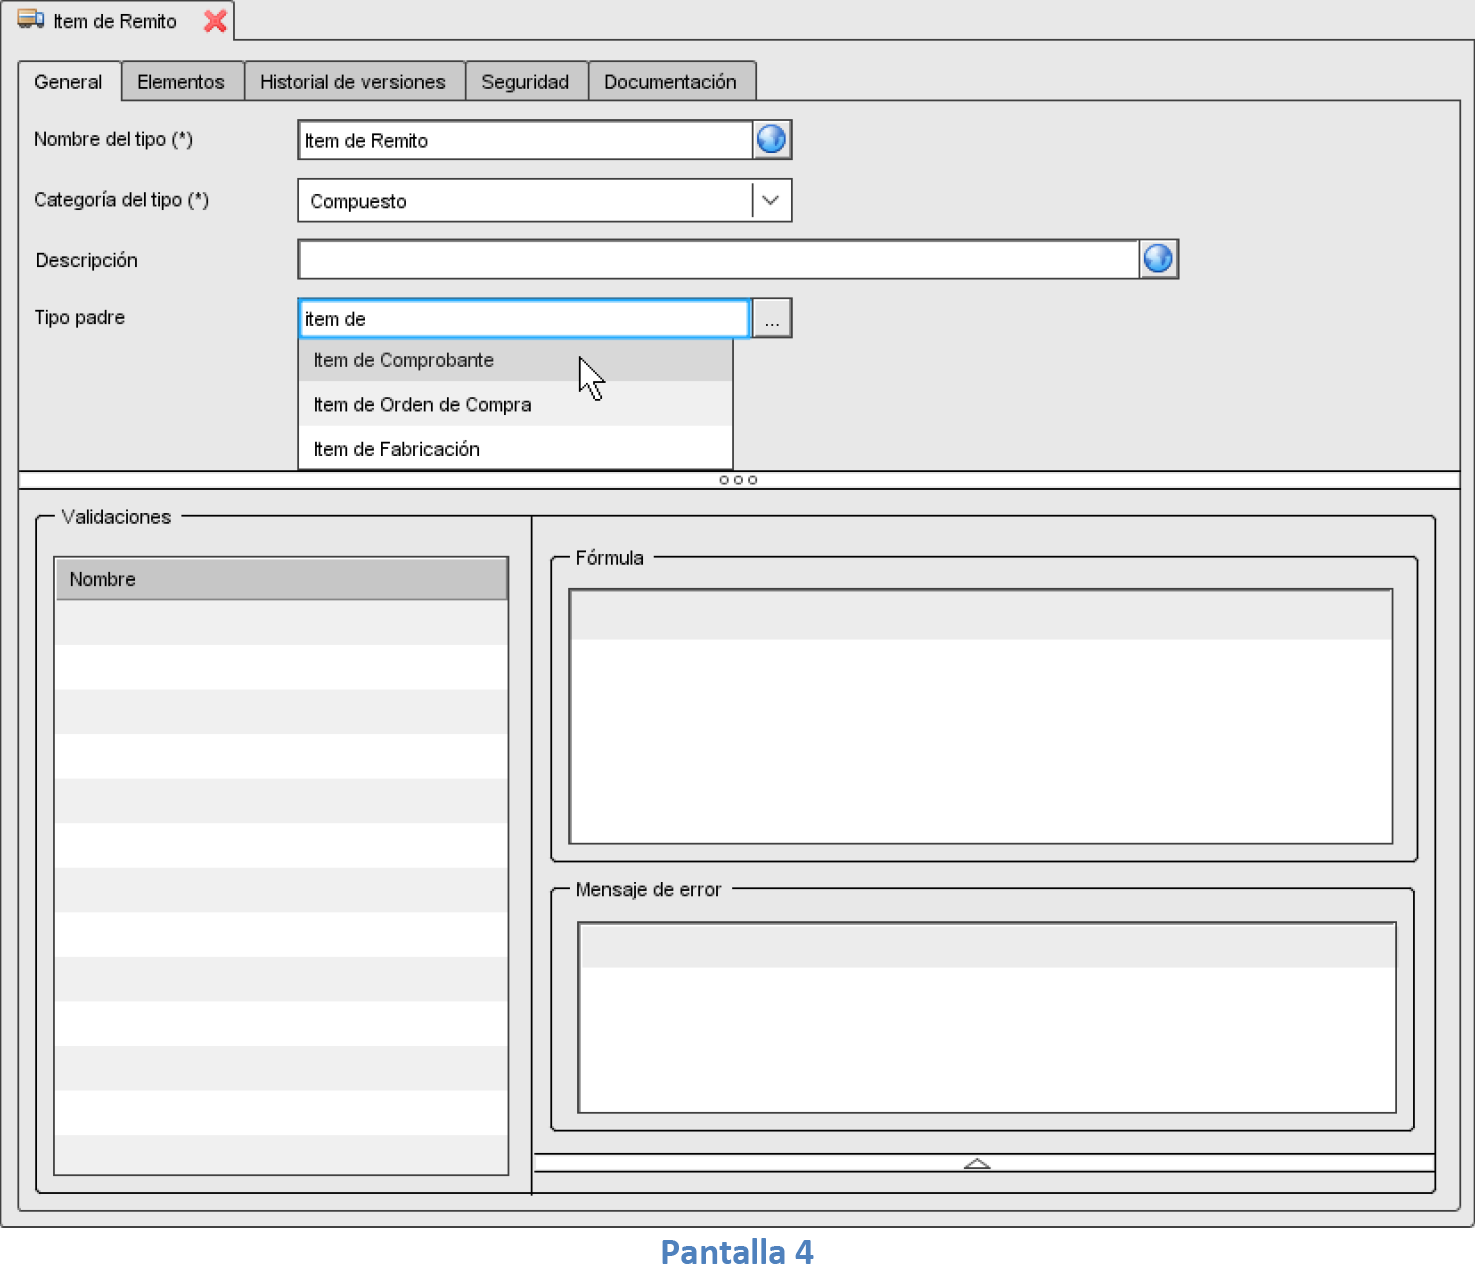 Item de Remito
General Elementos Historial de versiones Seguridad Documentación
Nombre del tipo (*) Item de Remito
Categoría del tipo (*) Compuesto
Descripción
Tipo padre item de ...
Item de Comprobante
Item de Orden de Compra
Item de Fabricación
Validaciones
Nombre
Fórmula
Mensaje de error
Pantalla 4